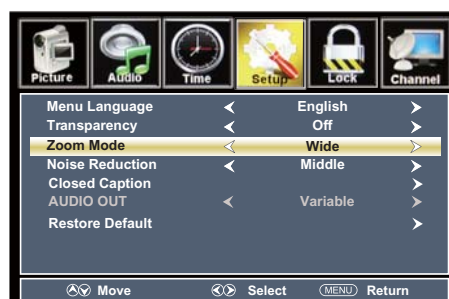 Picture Audio Time Setup Lock Channel
Menu Language English
Transparency Off
Zoom Mode Wide
Noise Reduction Middle
Closed Caption
AUDIO OUT Variable
Restore Default
Move Select MENU Return